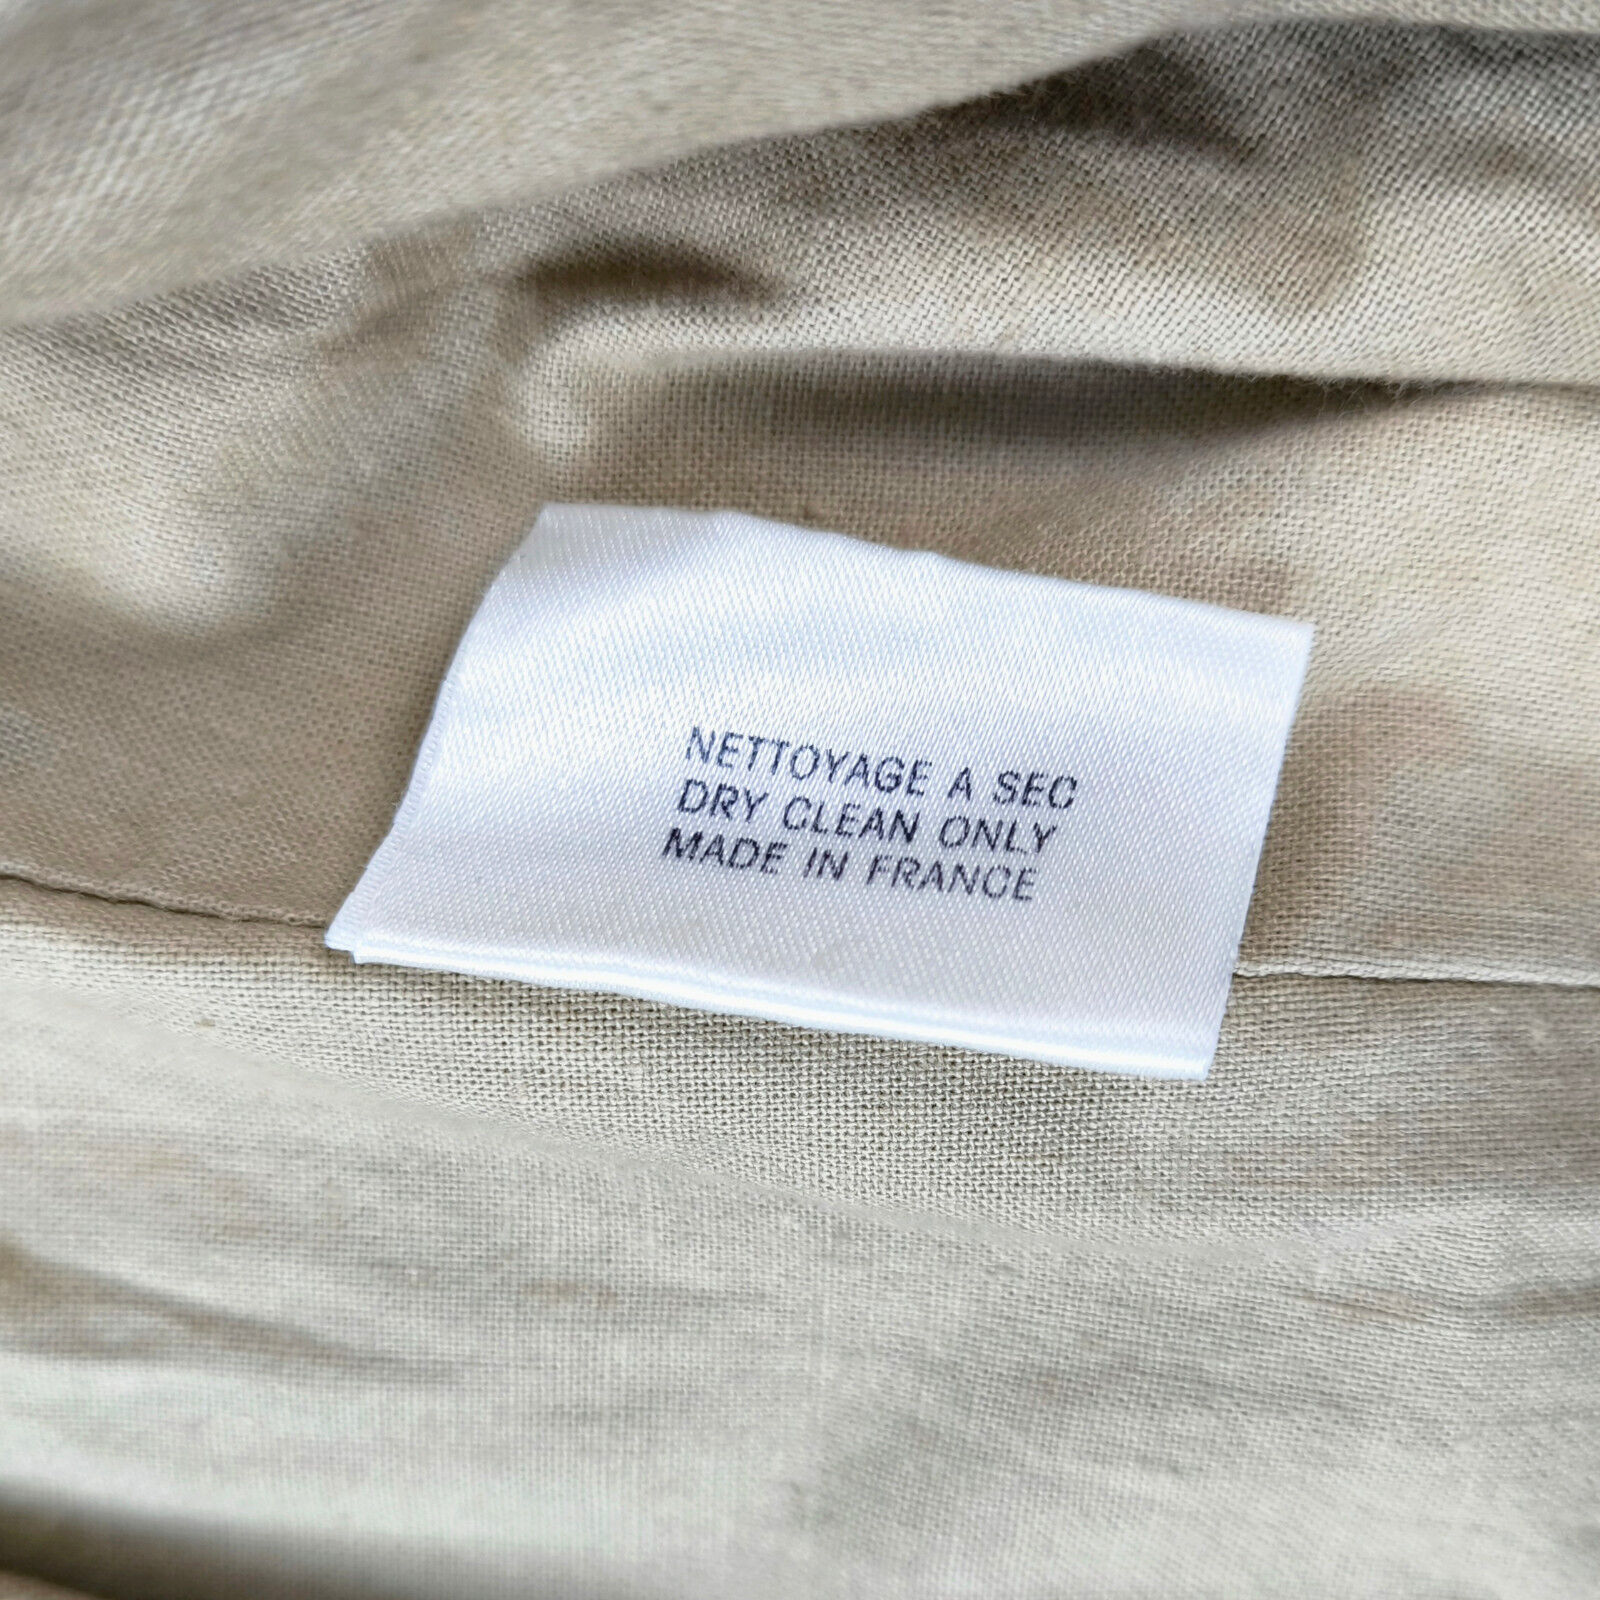 NETTOYAGE A SEC
DRY CLEAN ONLY
MADE IN FRANCE